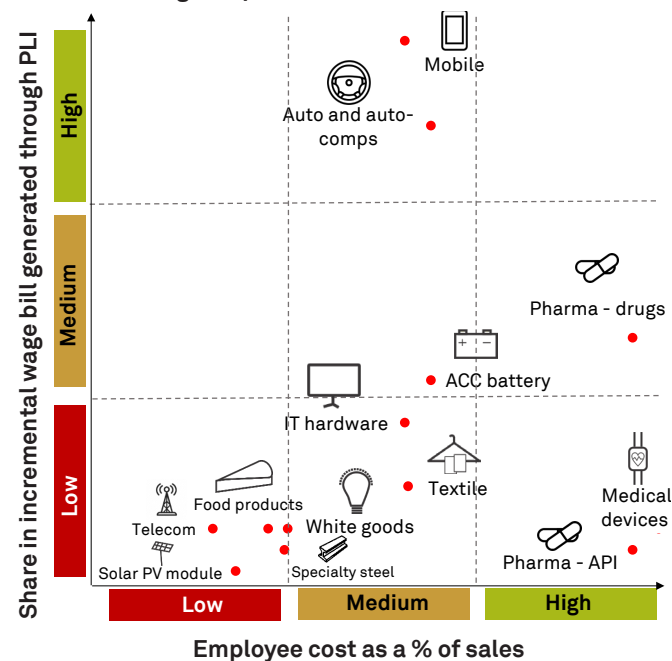 Share in incremental wage bill generated through PLI
High
Medium
Low
Mobile
Auto and auto-
comps
Pharma - drugs
ACC battery
IT hardware
Textile
Food products
White goods
Telecom
Medical
devices
Pharma - API
Solar PV module
Specialty steel
Low
Medium
High
Employee cost as a % of sales